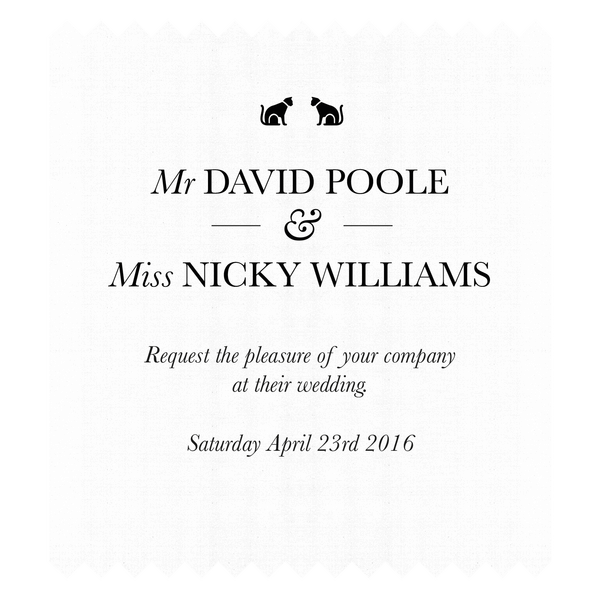 Mr DAVID POOLE
&
Miss NICKY WILLIAMS
Request the pleasure of your company
at their wedding.
Saturday April 23rd 2016